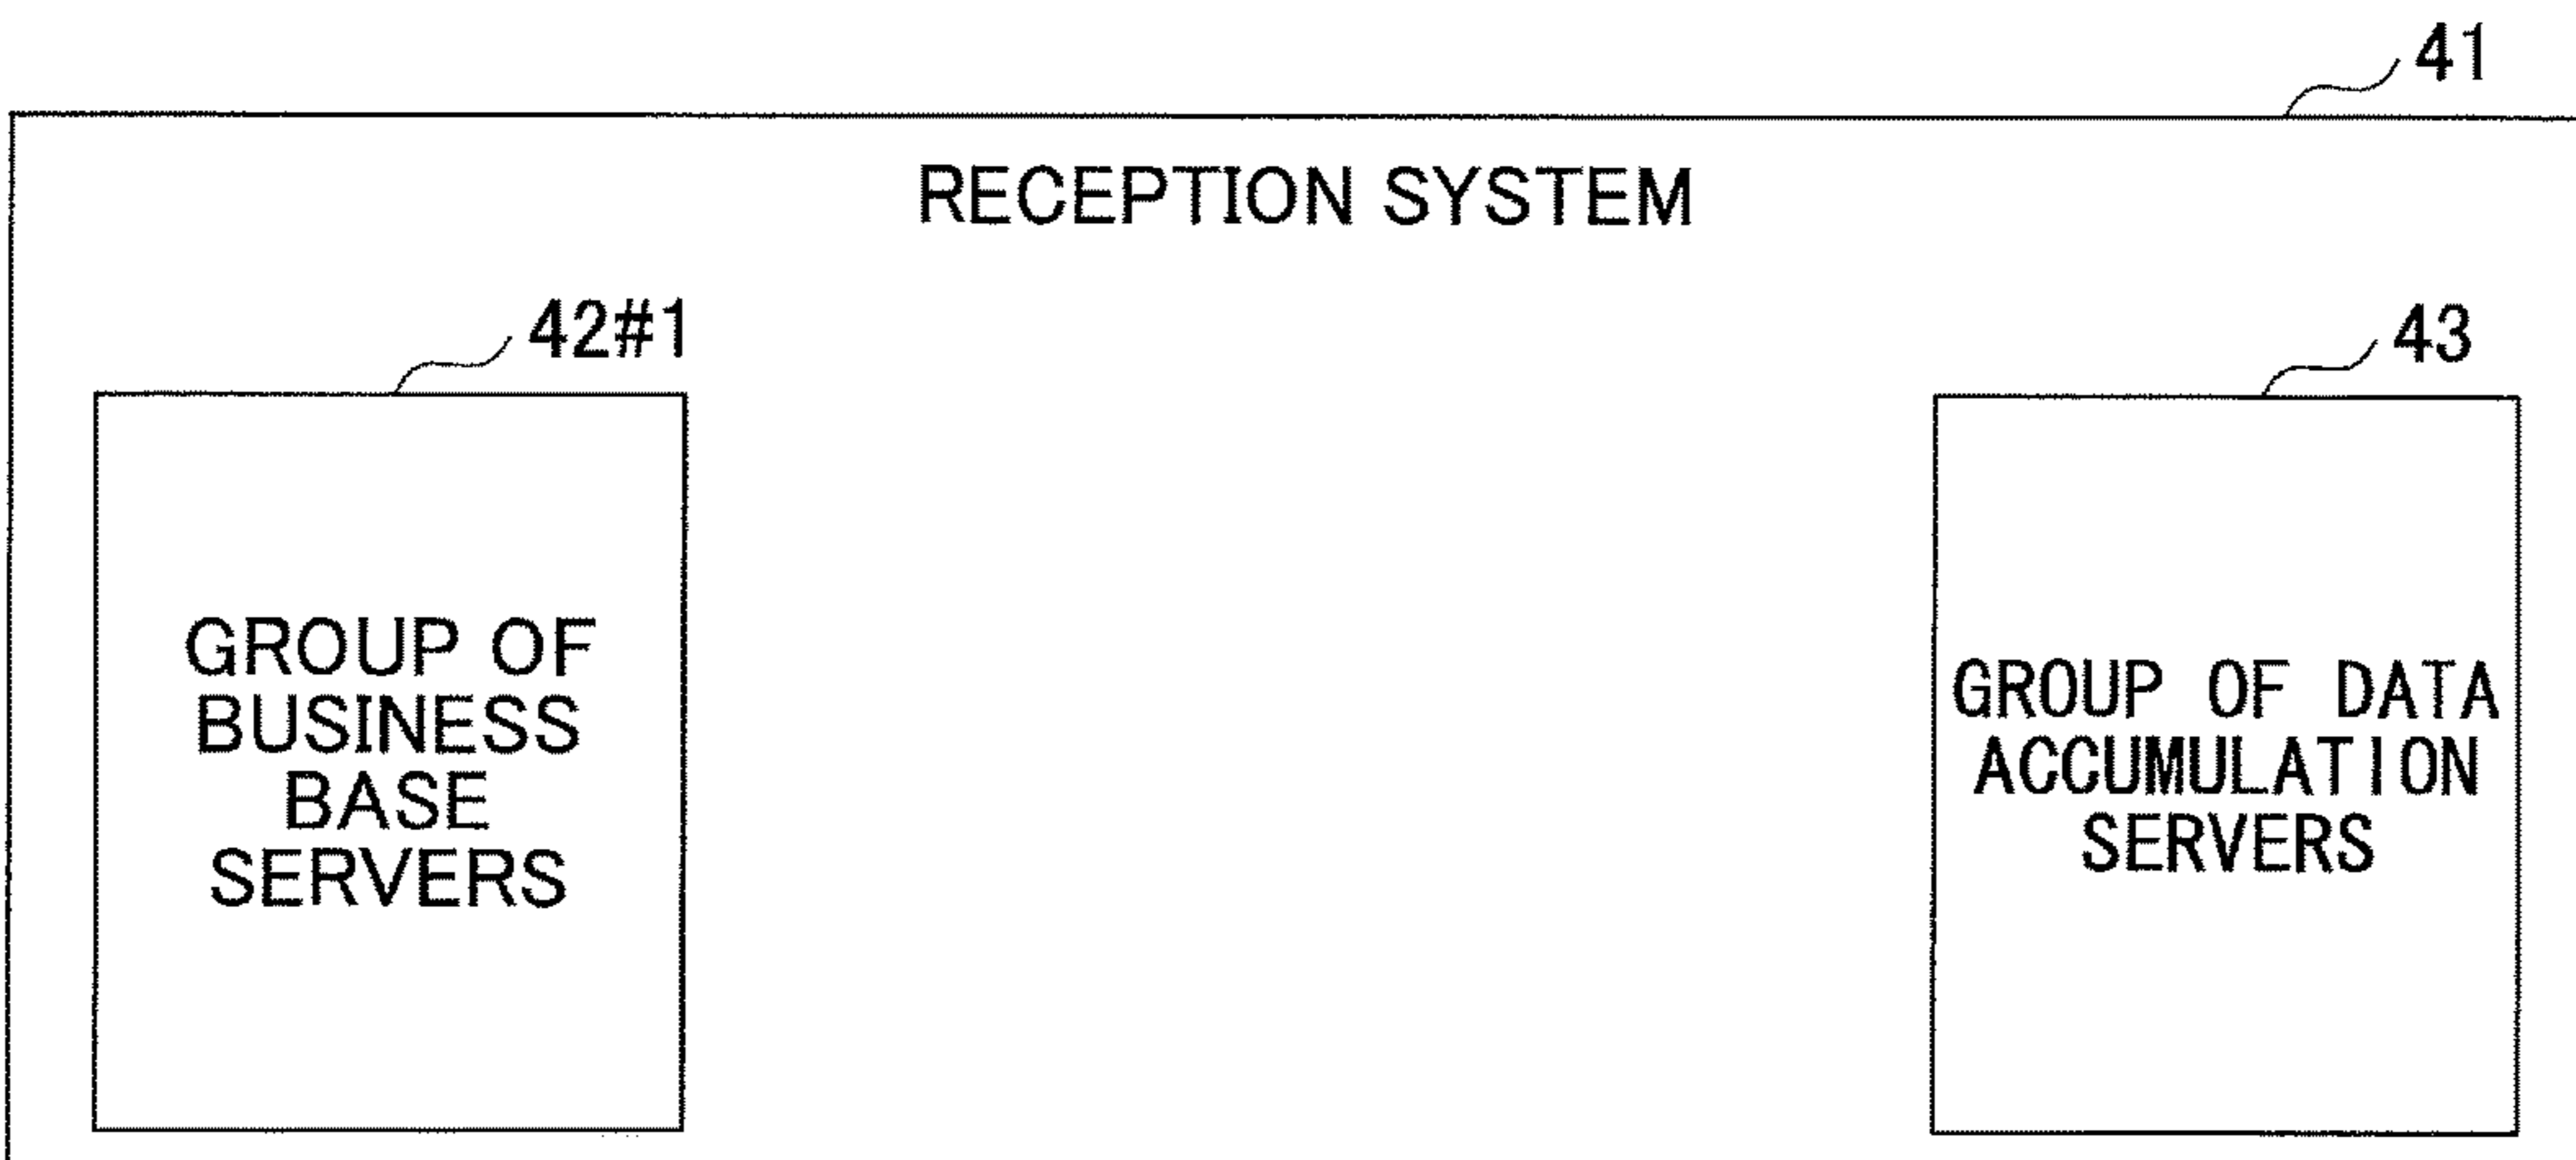 41
RECEPTION SYSTEM
42#1
43
GROUP OF
BUSINESS
BASE
SERVERS
GROUP OF DATA
ACCUMULATION
SERVERS